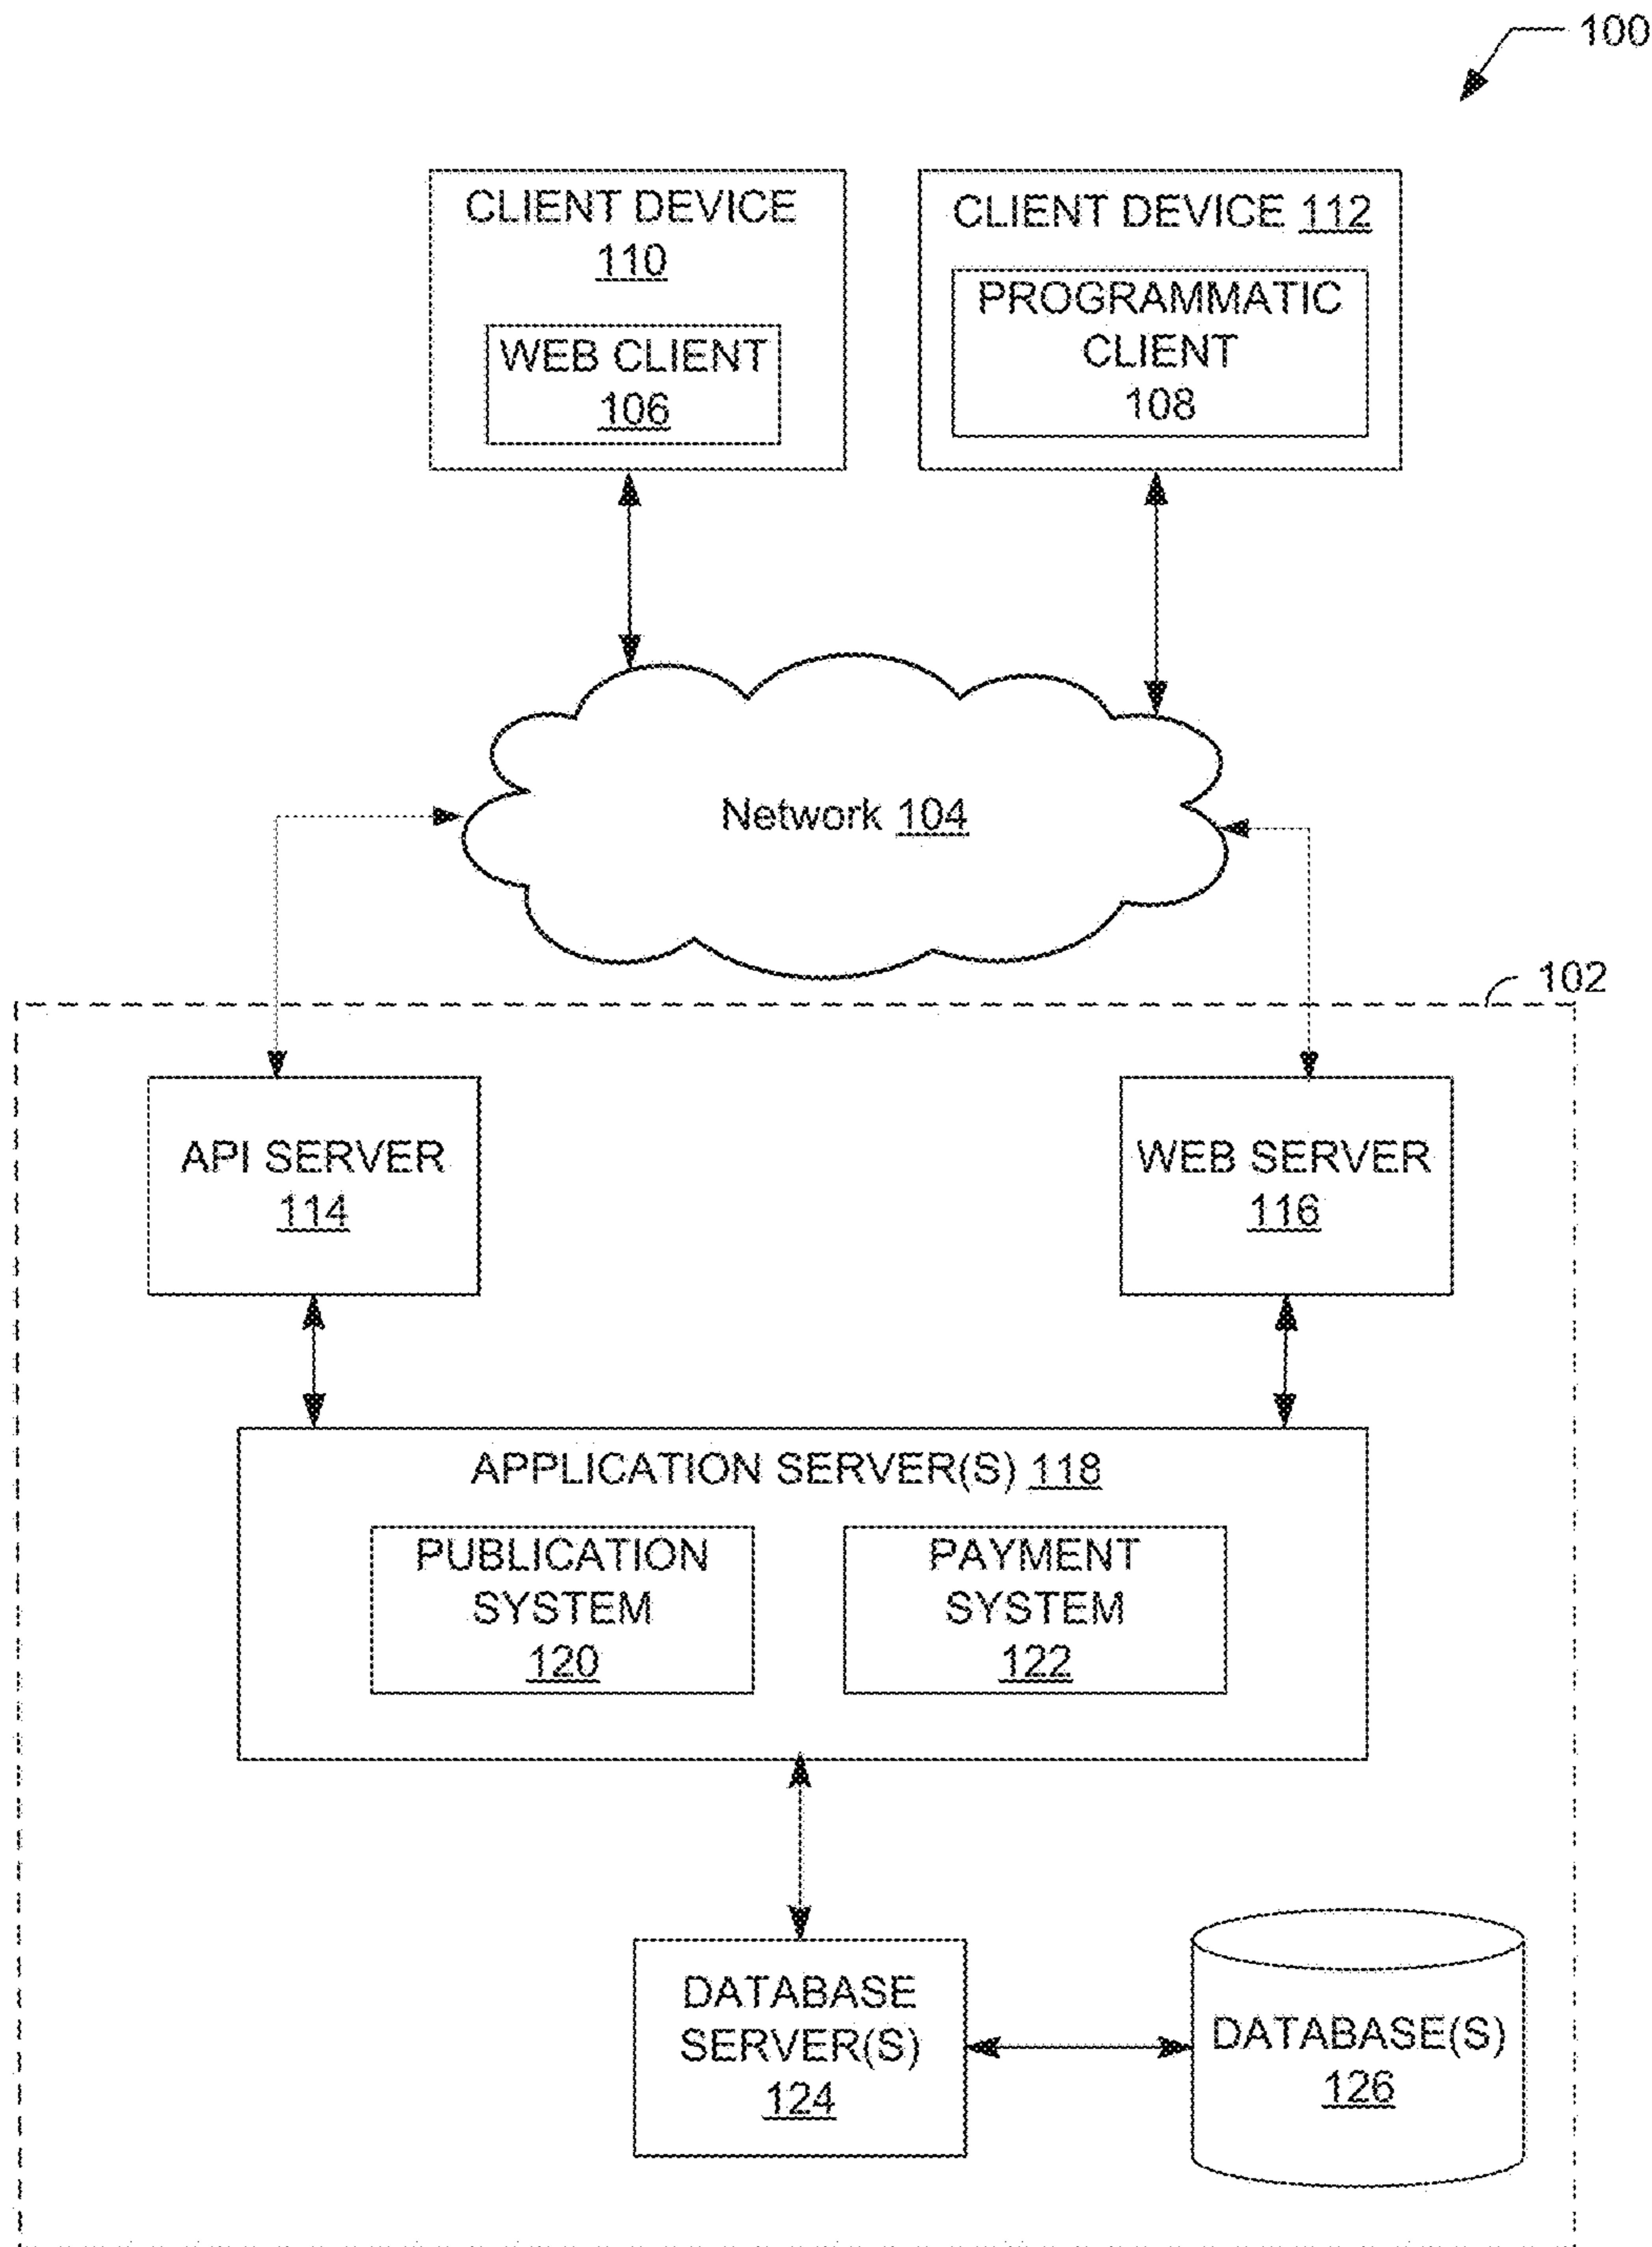 100
CLIENT DEVICE
110
WEB CLIENT
106
CLIENT DEVICE 112
PROGRAMMATIC
CLIENT
108
Network 104
102
API SERVER
114
WEB SERVER
116
APPLICATION SERVER(S) 118
PUBLICATION
SYSTEM
120
PAYMENT
SYSTEM
122
DATABASE
SERVER(S)
124
DATABASE(S)
126